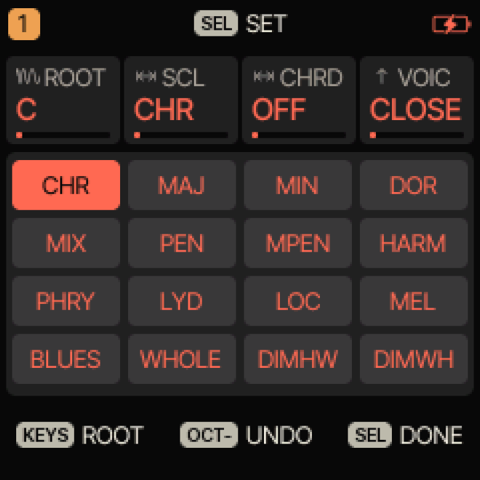 1 SEL SET
ROOT SCL CHRD VOIC
C CHR OFF CLOSE
CHR MAJ MIN DOR
MIX PEN MPEN HARM
PHRY LYD LOC MEL
BLUES WHOLE DIMHW DIMWH
KEYS ROOT OCT- UNDO SEL DONE